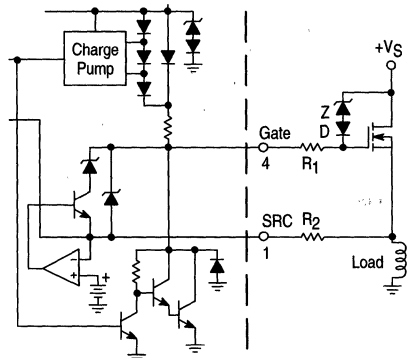 Charge
Pump
+VS
Z
D
Gate
4
R1
SRC
1
R2
Load
−
+
+